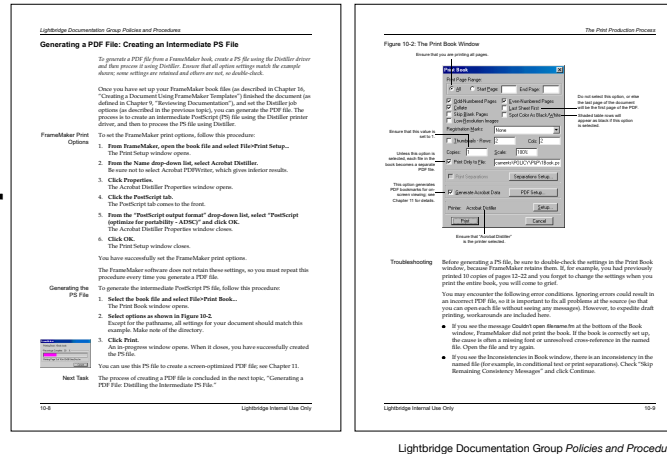 Lightbridge Documentation Group Policies and Procedures
Generating a PDF File: Creating an Intermediate PS File
To generate a PDF file from a FrameMaker book, create a PS file using the Distiller driver
and then process it using Distiller. Ensure that all option settings match the example
shown; some settings are retained and others are not, so double-check.
Once you have set up your FrameMaker book files (as described in Chapter 16,
"Creating a Document Using FrameMaker Templates") finished the document (as
defined in Chapter 9, "Reviewing Documentation"), and set the Distiller job
options (as described in the previous topic), you can generate the PDF file. The
process is to create an intermediate PostScript (PS) file using the Distiller printer
driver, and then to process the PS file using Distiller.
FrameMaker Print
Options
To set the FrameMaker print options, follow this procedure:
1. From FrameMaker, open the book file and select File>Print Setup...
The Print Setup window opens.
2. From the Name drop-down list, select Acrobat Distiller.
Be sure not to select Acrobat PDFWriter, which gives inferior results.
3. Click Properties.
The Acrobat Distiller Properties window opens.
4. Click the PostScript tab.
The PostScript tab comes to the front.
5. From the "PostScript output format" drop-down list, select "PostScript
(optimize for portability - ADSC)" and click OK.
The Acrobat Distiller Properties window closes.
6. Click OK.
The Print Setup window closes.
You have successfully set the FrameMaker print options.
The FrameMaker software does not retain these settings, so you must repeat this
procedure every time you generate a PDF file.
Generating the
PS File
To generate the intermediate PostScript PS file, follow this procedure:
1. Select the book file and select File>Print Book...
The Print Book window opens.
2. Select options as shown in Figure 10-2.
Except for the pathname, all settings for your document should match this
example. Make note of the directory.
3. Click Print.
An in-progress window opens. When it closes, you have successfully created
the PS file.
You can use this PS file to create a screen-optimized PDF file; see Chapter 11.
Next Task
The process of creating a PDF file is concluded in the next topic, "Generating a
PDF File: Distilling the Intermediate PS File."
10-8
Lightbridge Internal Use Only
The Print Production Process
Figure 10-2: The Print Book Window
Ensure that you are printing all pages.
Print Book
Print Page Range:
All Start Page: End Page:
Odd-Numbered Pages Even-Numbered Pages
Collate Last Sheet First
Skip Blank Pages Spot Color As Black/White
Low-Resolution Images
Registration Marks: None
Thumbnails - Rows: 2 Cols: 2
Copies: 1 Scale: 100%
Print Only to File:
Print Separations Separations Setup...
Generate Acrobat Data PDF Setup...
Printer: Acrobat Distiller Setup...
Print Cancel
Do not select this option, or else
the last page of the document
will be the first page of the PDF.
Shaded table rows will
appear as black if this option
is selected.
Ensure that this value is
set to 1.
Unless this option is
selected, each file in the
book becomes a separate
PDF file.
This option generates
PDF bookmarks for on-
screen viewing; see
Chapter 11 for details.
Ensure that "Acrobat Distiller"
is the printer selected.
Troubleshooting
Before generating a PS file, be sure to double-check the settings in the Print Book
window, because FrameMaker retains them. If, for example, you had previously
printed 10 copies of pages 12–22 and you forget to change the settings when you
print the entire book, you will come to grief.
You may encounter the following error conditions. Ignoring errors could result in
an incorrect PDF file, so it is important to fix all problems at the source (so that
you can open each file without seeing any messages). However, to expedite draft
printing, workarounds are included here.
● If you see the message Couldn't open filename.fm at the bottom of the Book
window, FrameMaker did not print the book. If the book is correctly set up,
the cause is often a missing font or unresolved cross-reference in the named
file. Open the file and try again.
● If you see the Inconsistencies in Book window, there is an inconsistency in the
named file (for example, in conditional text or print separations). Check "Skip
Remaining Consistency Messages" and click Continue.
Lightbridge Internal Use Only
10-9
Lightbridge Documentation Group Policies and Procedu